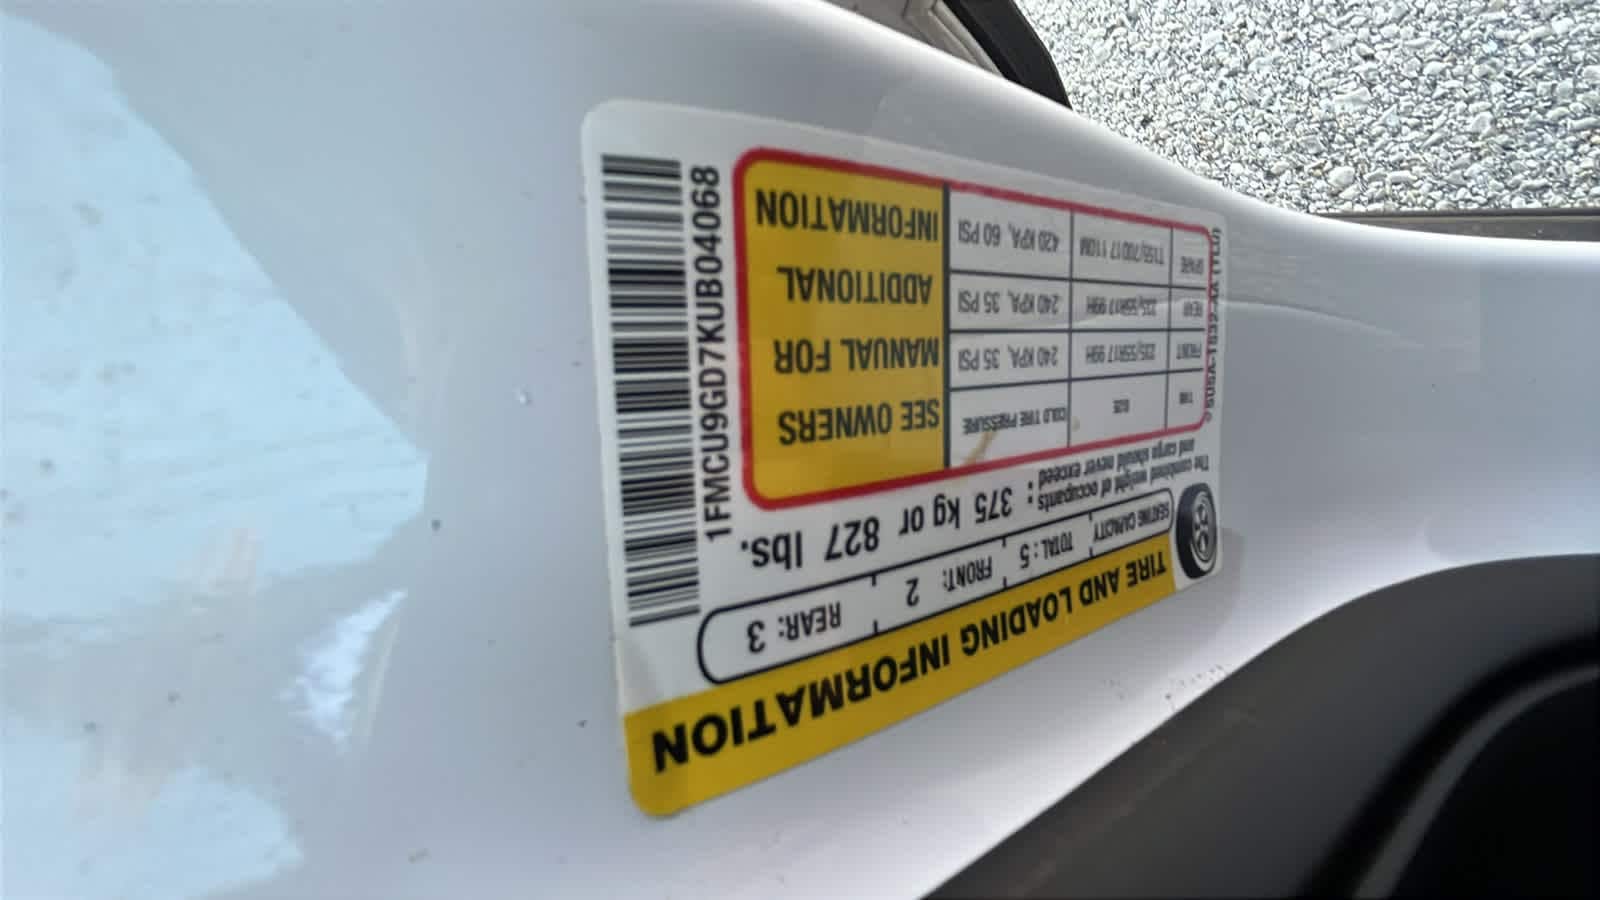 TIRE AND LOADING INFORMATION
SEATING CAPACITY TOTAL: 5 FRONT: 2 REAR: 3
The combined weight of occupants
and cargo should never exceed : 375 kg or 827 lbs.
TIRE SIZE COLD TIRE PRESSURE
FRONT 235/55R17 99H 240 KPA, 35 PSI
REAR 235/55R17 99H 240 KPA, 35 PSI
SPARE T155/70D17 110M 420 KPA, 60 PSI
SEE OWNERS
MANUAL FOR
ADDITIONAL
INFORMATION
1FMCU9GD7KUB04068